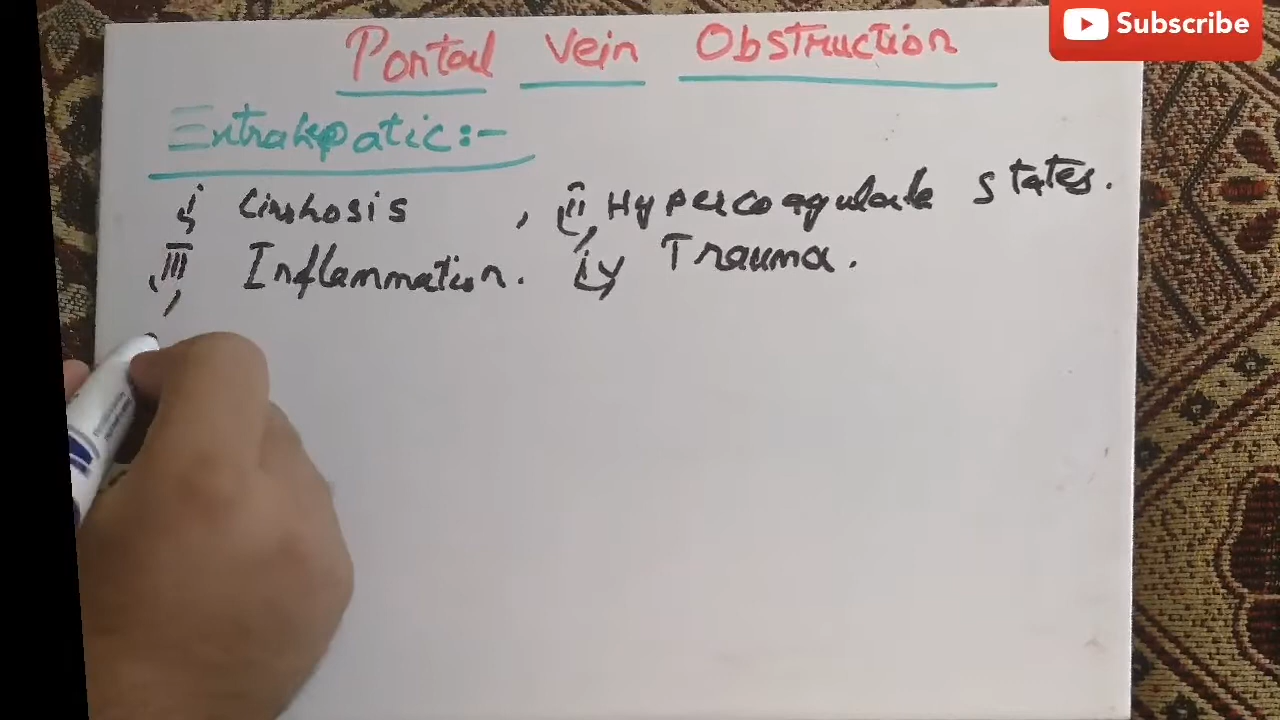 Subscribe
Portal Vein Obstruction
Extrahepatic:-
i, Cirrhosis , ii, Hypercoagulable states.
iii, Inflammation. iv, Trauma.